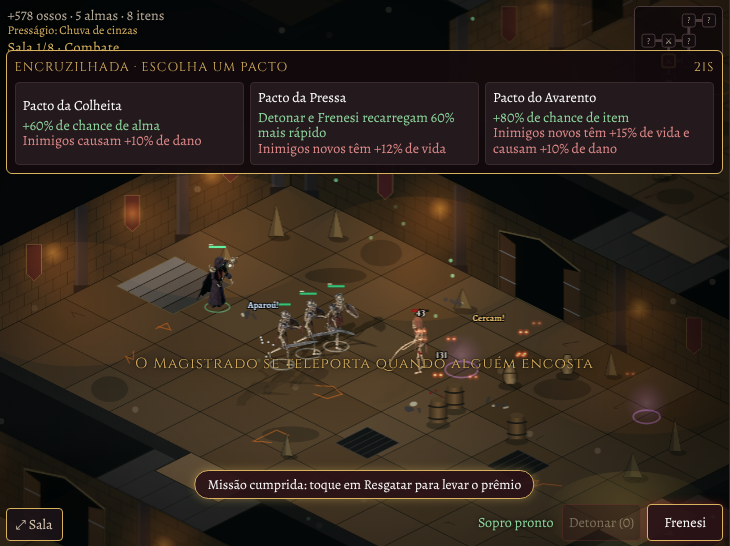 +578 ossos · 5 almas · 8 itens
Presságio: Chuva de cinzas
Sala 1/8 · Combate
ENCRUZILHADA · ESCOLHA UM PACTO
21S
Pacto da Colheita
+60% de chance de alma
Inimigos causam +10% de dano
Pacto da Pressa
Detonar e Frenesi recarregam 60%
mais rápido
Inimigos novos têm +12% de vida
Pacto do Avarento
+80% de chance de item
Inimigos novos têm +15% de vida e
causam +10% de dano
? ?
? ?
Aparou!
43
Cercam!
131
O Magistrado se teleporta quando alguém encosta
Missão cumprida: toque em Resgatar para levar o prêmio
Sala
Sopro pronto
Detonar (0)
Frenesi